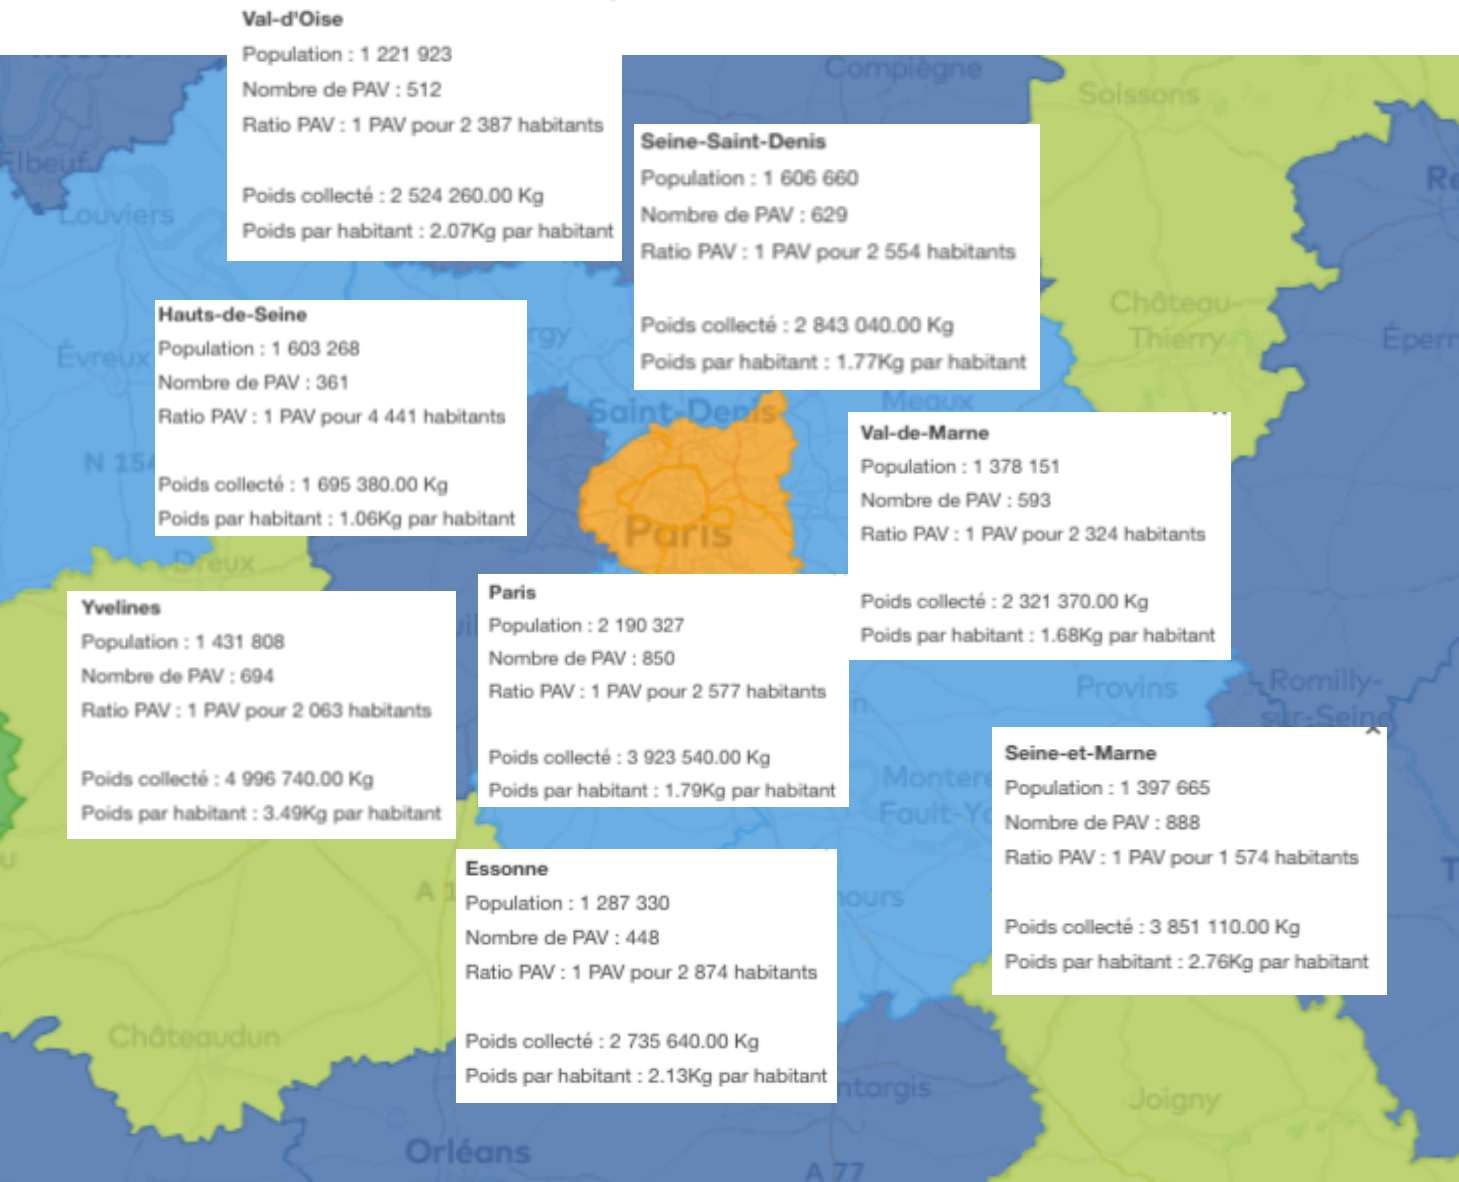 Val-d'Oise
Population : 1 221 923
Nombre de PAV : 512
Ratio PAV : 1 PAV pour 2 387 habitants
Poids collecté : 2 524 260.00 Kg
Poids par habitant : 2.07Kg par habitant
Compiègne
Soissons
Seine-Saint-Denis
Population : 1 606 660
Nombre de PAV : 629
Ratio PAV : 1 PAV pour 2 554 habitants
Poids collecté : 2 843 040.00 Kg
Poids par habitant : 1.77Kg par habitant
Elbeuf
Louviers
Château-
Thierry
Hauts-de-Seine
Population : 1 603 268
Nombre de PAV : 361
Ratio PAV : 1 PAV pour 4 441 habitants
Poids collecté : 1 695 380.00 Kg
Poids par habitant : 1.06Kg par habitant
Évreux
rgy
Épern
Saint-Denis
Meaux
N 154
Paris
Val-de-Marne
Population : 1 378 151
Nombre de PAV : 593
Ratio PAV : 1 PAV pour 2 324 habitants
Poids collecté : 2 321 370.00 Kg
Poids par habitant : 1.68Kg par habitant
Dreux
Yvelines
Population : 1 431 808
Nombre de PAV : 694
Ratio PAV : 1 PAV pour 2 063 habitants
Poids collecté : 4 996 740.00 Kg
Poids par habitant : 3.49Kg par habitant
Paris
Population : 2 190 327
Nombre de PAV : 850
Ratio PAV : 1 PAV pour 2 577 habitants
Poids collecté : 3 923 540.00 Kg
Poids par habitant : 1.79Kg par habitant
Provins
Romilly-
sur-Seine
Montere
Fault-Yo
Seine-et-Marne
Population : 1 397 665
Nombre de PAV : 888
Ratio PAV : 1 PAV pour 1 574 habitants
Poids collecté : 3 851 110.00 Kg
Poids par habitant : 2.76Kg par habitant
Essonne
Population : 1 287 330
Nombre de PAV : 448
Ratio PAV : 1 PAV pour 2 874 habitants
Poids collecté : 2 735 640.00 Kg
Poids par habitant : 2.13Kg par habitant
A 1
ours
Châteaudun
ntargis
Joigny
Orléans
A 77